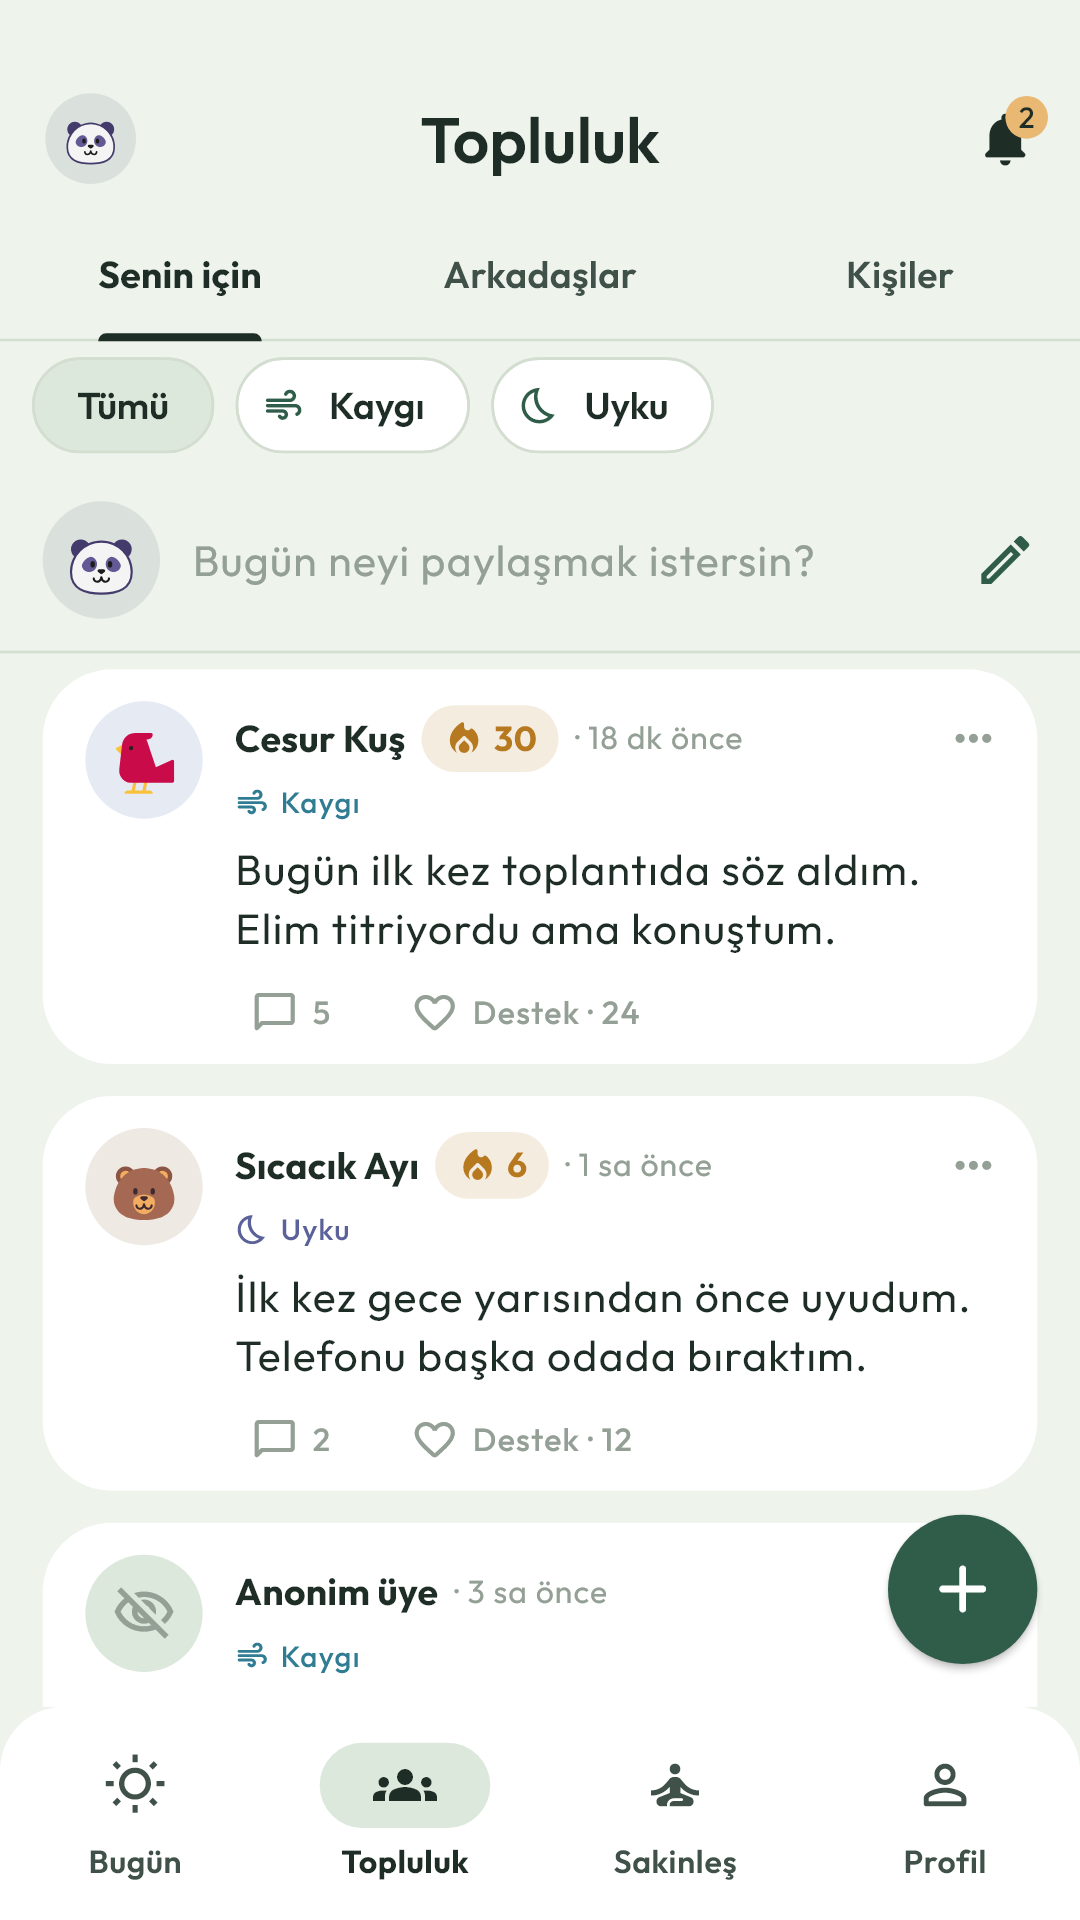 Topluluk
2
Senin için
Arkadaşlar
Kişiler
Tümü
Kaygı
Uyku
Bugün neyi paylaşmak istersin?
Cesur Kuş 30 · 18 dk önce
Kaygı
Bugün ilk kez toplantıda söz aldım.
Elim titriyordu ama konuştum.
5
Destek · 24
Sıcacık Ayı 6 · 1 sa önce
Uyku
İlk kez gece yarısından önce uyudum.
Telefonu başka odada bıraktım.
2
Destek · 12
Anonim üye · 3 sa önce
Kaygı
Bugün
Topluluk
Sakinleş
Profil